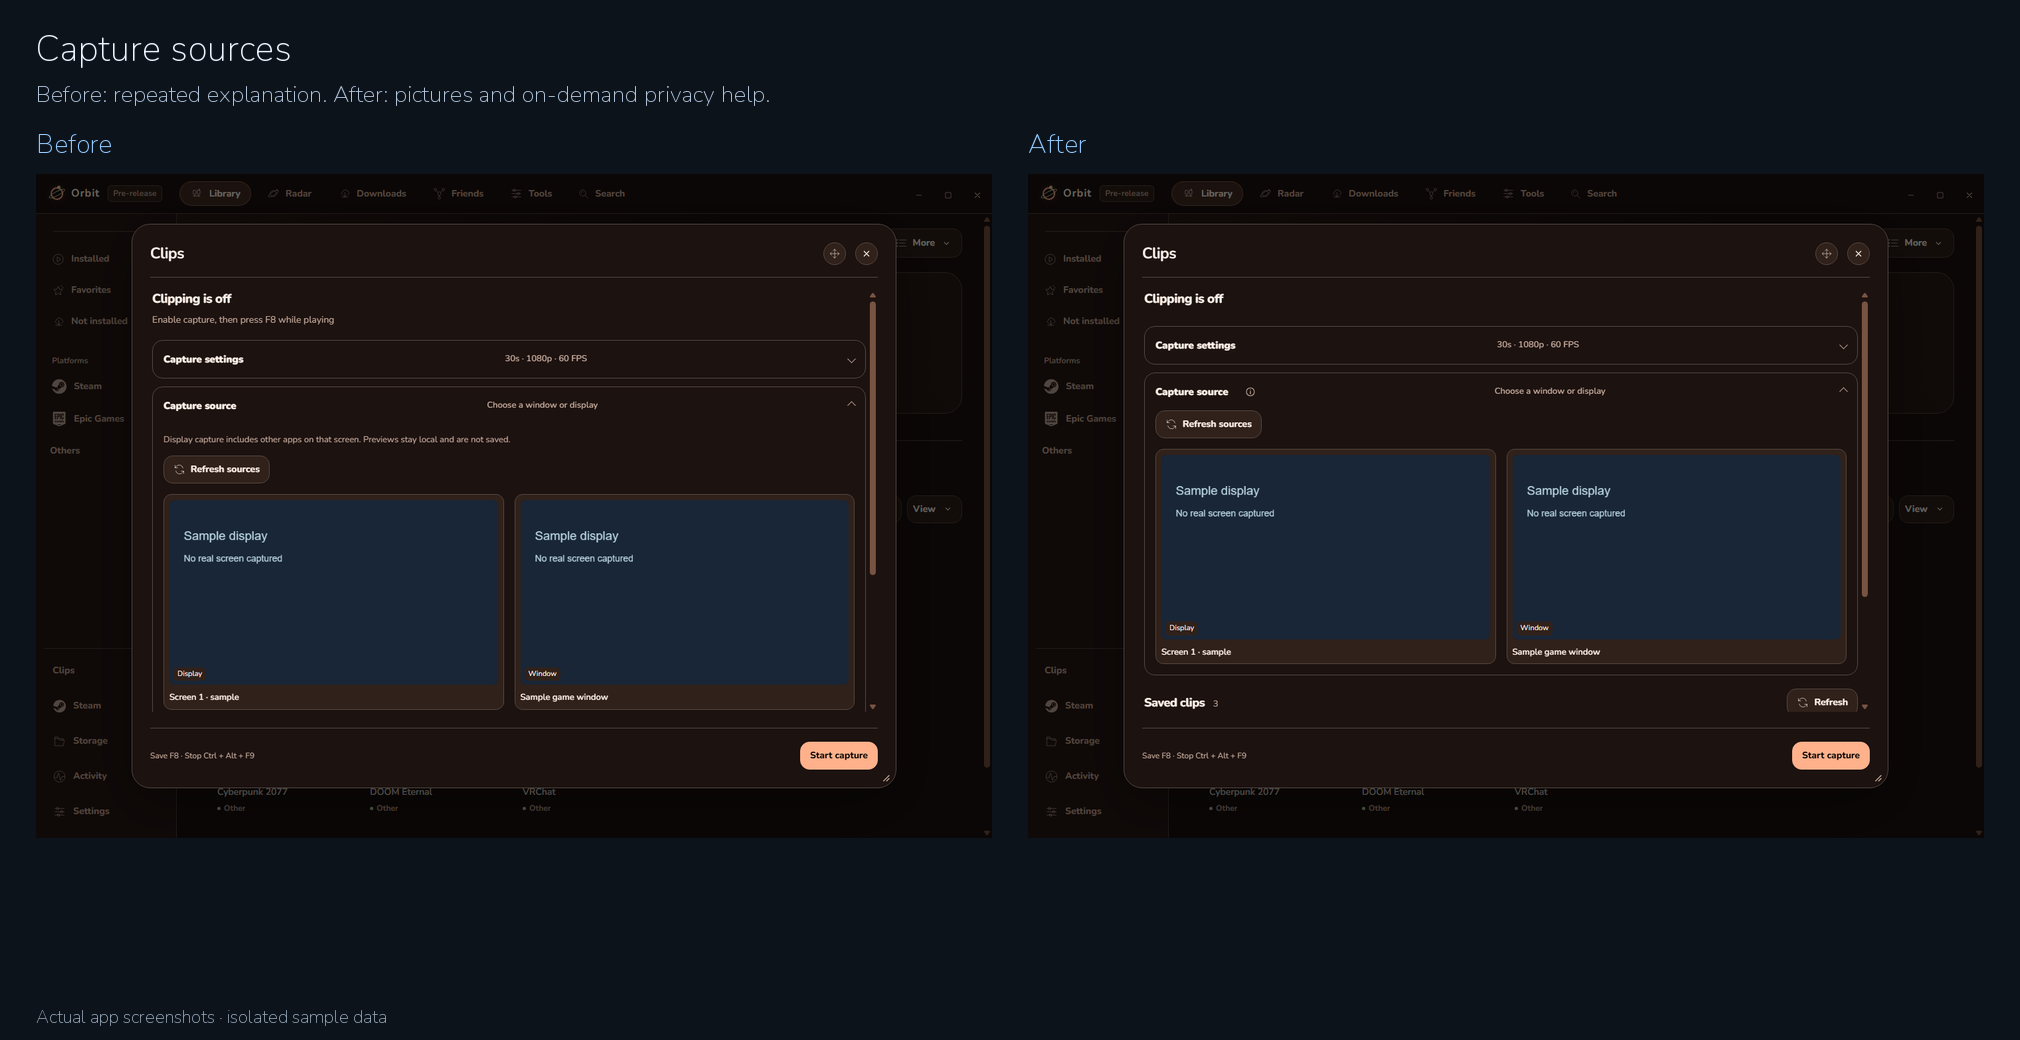 Capture sources
Before: repeated explanation. After: pictures and on-demand privacy help.
Before
Orbit Pre-release Library Radar Downloads Friends Tools Search
Installed
Favorites
Not installed
Platforms
Steam
Epic Games
Others
Clips
Steam
Storage
Activity
Settings
More
View
Clips
Clipping is off
Enable capture, then press F8 while playing
Capture settings 30s · 1080p · 60 FPS
Capture source Choose a window or display
Display capture includes other apps on that screen. Previews stay local and are not saved.
Refresh sources
Sample display
No real screen captured
Display
Screen 1 · sample
Sample display
No real screen captured
Window
Sample game window
Save F8 · Stop Ctrl + Alt + F9
Start capture
Cyberpunk 2077 DOOM Eternal VRChat
Other Other Other
After
Orbit Pre-release Library Radar Downloads Friends Tools Search
Installed
Favorites
Not installed
Platforms
Steam
Epic Games
Others
Clips
Steam
Storage
Activity
Settings
More
View
Clips
Clipping is off
Capture settings 30s · 1080p · 60 FPS
Capture source Choose a window or display
Refresh sources
Sample display
No real screen captured
Display
Screen 1 · sample
Sample display
No real screen captured
Window
Sample game window
Saved clips 3 Refresh
Save F8 · Stop Ctrl + Alt + F9
Start capture
Cyberpunk 2077 DOOM Eternal VRChat
Other Other Other
Actual app screenshots · isolated sample data